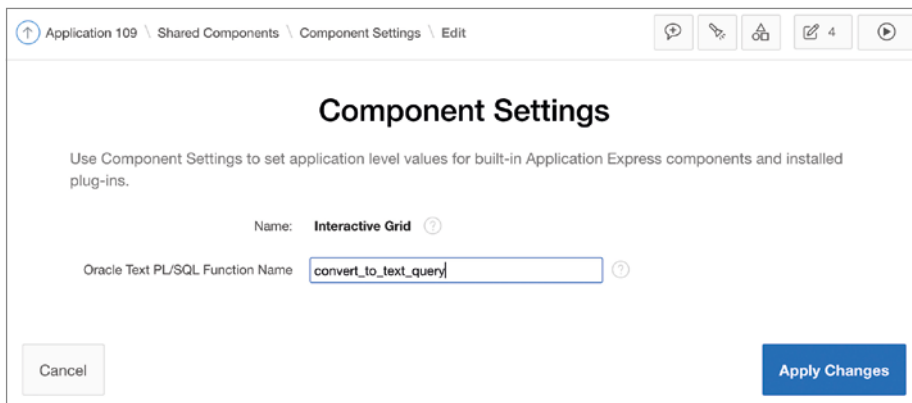 Application 109 \ Shared Components \ Component Settings \ Edit
4
Component Settings
Use Component Settings to set application level values for built-in Application Express components and installed
plug-ins.
Name: Interactive Grid ?
Oracle Text PL/SQL Function Name convert_to_text_query ?
Cancel
Apply Changes